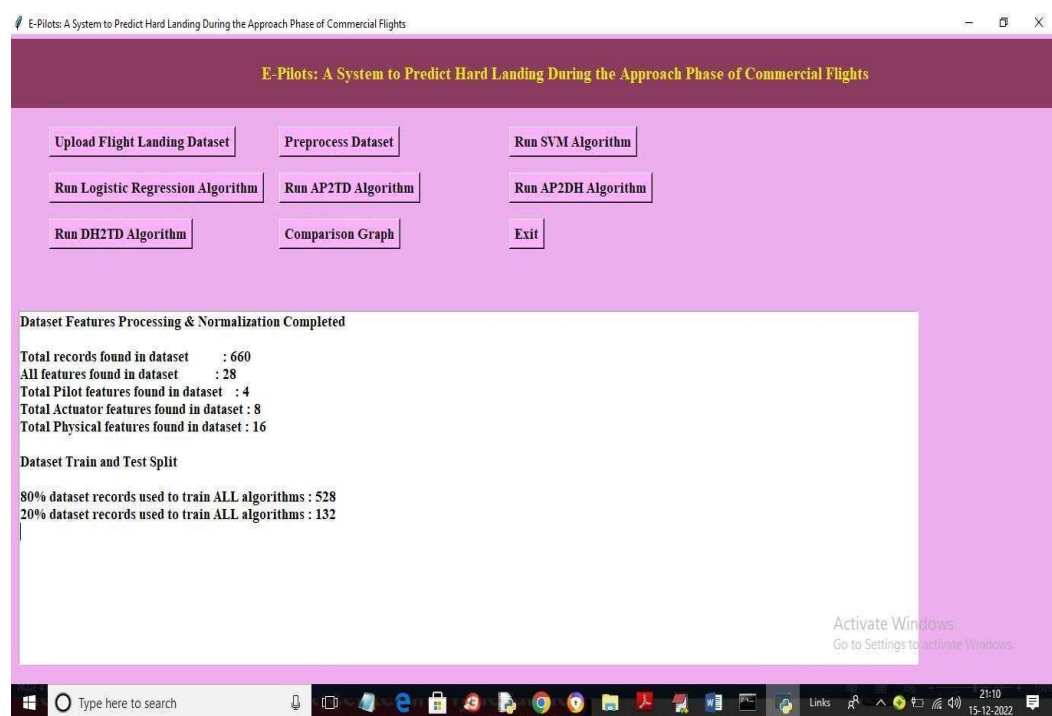 E-Pilots: A System to Predict Hard Landing During the Approach Phase of Commercial Flights
E-Pilots: A System to Predict Hard Landing During the Approach Phase of Commercial Flights
Upload Flight Landing Dataset
Preprocess Dataset
Run SVM Algorithm
Run Logistic Regression Algorithm
Run AP2TD Algorithm
Run AP2DH Algorithm
Run DH2TD Algorithm
Comparison Graph
Exit
Dataset Features Processing & Normalization Completed
Total records found in dataset : 660
All features found in dataset : 28
Total Pilot features found in dataset : 4
Total Actuator features found in dataset : 8
Total Physical features found in dataset : 16
Dataset Train and Test Split
80% dataset records used to train ALL algorithms : 528
20% dataset records used to train ALL algorithms : 132
Activate Windows
Go to Settings to activate Windows.
Type here to search
Links
21:10
15-12-2022